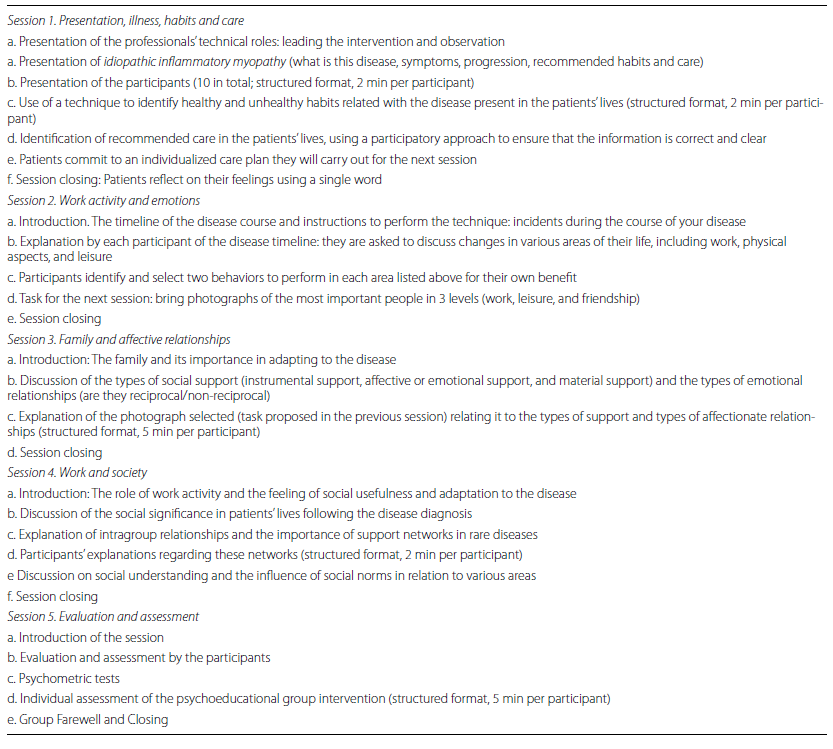 Session 1. Presentation, illness, habits and care
a. Presentation of the professionals' technical roles: leading the intervention and observation
a. Presentation of idiopathic inflammatory myopathy (what is this disease, symptoms, progression, recommended habits and care)
b. Presentation of the participants (10 in total; structured format, 2 min per participant)
c. Use of a technique to identify healthy and unhealthy habits related with the disease present in the patients' lives (structured format, 2 min per partici-
pant)
d. Identification of recommended care in the patients' lives, using a participatory approach to ensure that the information is correct and clear
e. Patients commit to an individualized care plan they will carry out for the next session
f. Session closing: Patients reflect on their feelings using a single word
Session 2. Work activity and emotions
a. Introduction. The timeline of the disease course and instructions to perform the technique: incidents during the course of your disease
b. Explanation by each participant of the disease timeline: they are asked to discuss changes in various areas of their life, including work, physical
aspects, and leisure
c. Participants identify and select two behaviors to perform in each area listed above for their own benefit
d. Task for the next session: bring photographs of the most important people in 3 levels (work, leisure, and friendship)
e. Session closing
Session 3. Family and affective relationships
a. Introduction: The family and its importance in adapting to the disease
b. Discussion of the types of social support (instrumental support, affective or emotional support, and material support) and the types of emotional
relationships (are they reciprocal/non-reciprocal)
c. Explanation of the photograph selected (task proposed in the previous session) relating it to the types of support and types of affectionate relation-
ships (structured format, 5 min per participant)
d. Session closing
Session 4. Work and society
a. Introduction: The role of work activity and the feeling of social usefulness and adaptation to the disease
b. Discussion of the social significance in patients' lives following the disease diagnosis
c. Explanation of intragroup relationships and the importance of support networks in rare diseases
d. Participants' explanations regarding these networks (structured format, 2 min per participant)
e Discussion on social understanding and the influence of social norms in relation to various areas
f. Session closing
Session 5. Evaluation and assessment
a. Introduction of the session
b. Evaluation and assessment by the participants
c. Psychometric tests
d. Individual assessment of the psychoeducational group intervention (structured format, 5 min per participant)
e. Group Farewell and Closing